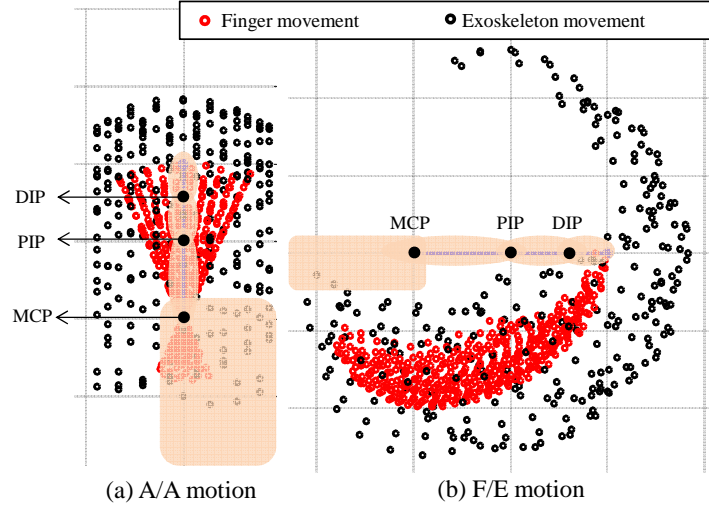 Finger movement
Exoskeleton movement
DIP
PIP
MCP
MCP
PIP
DIP
(a) A/A motion
(b) F/E motion